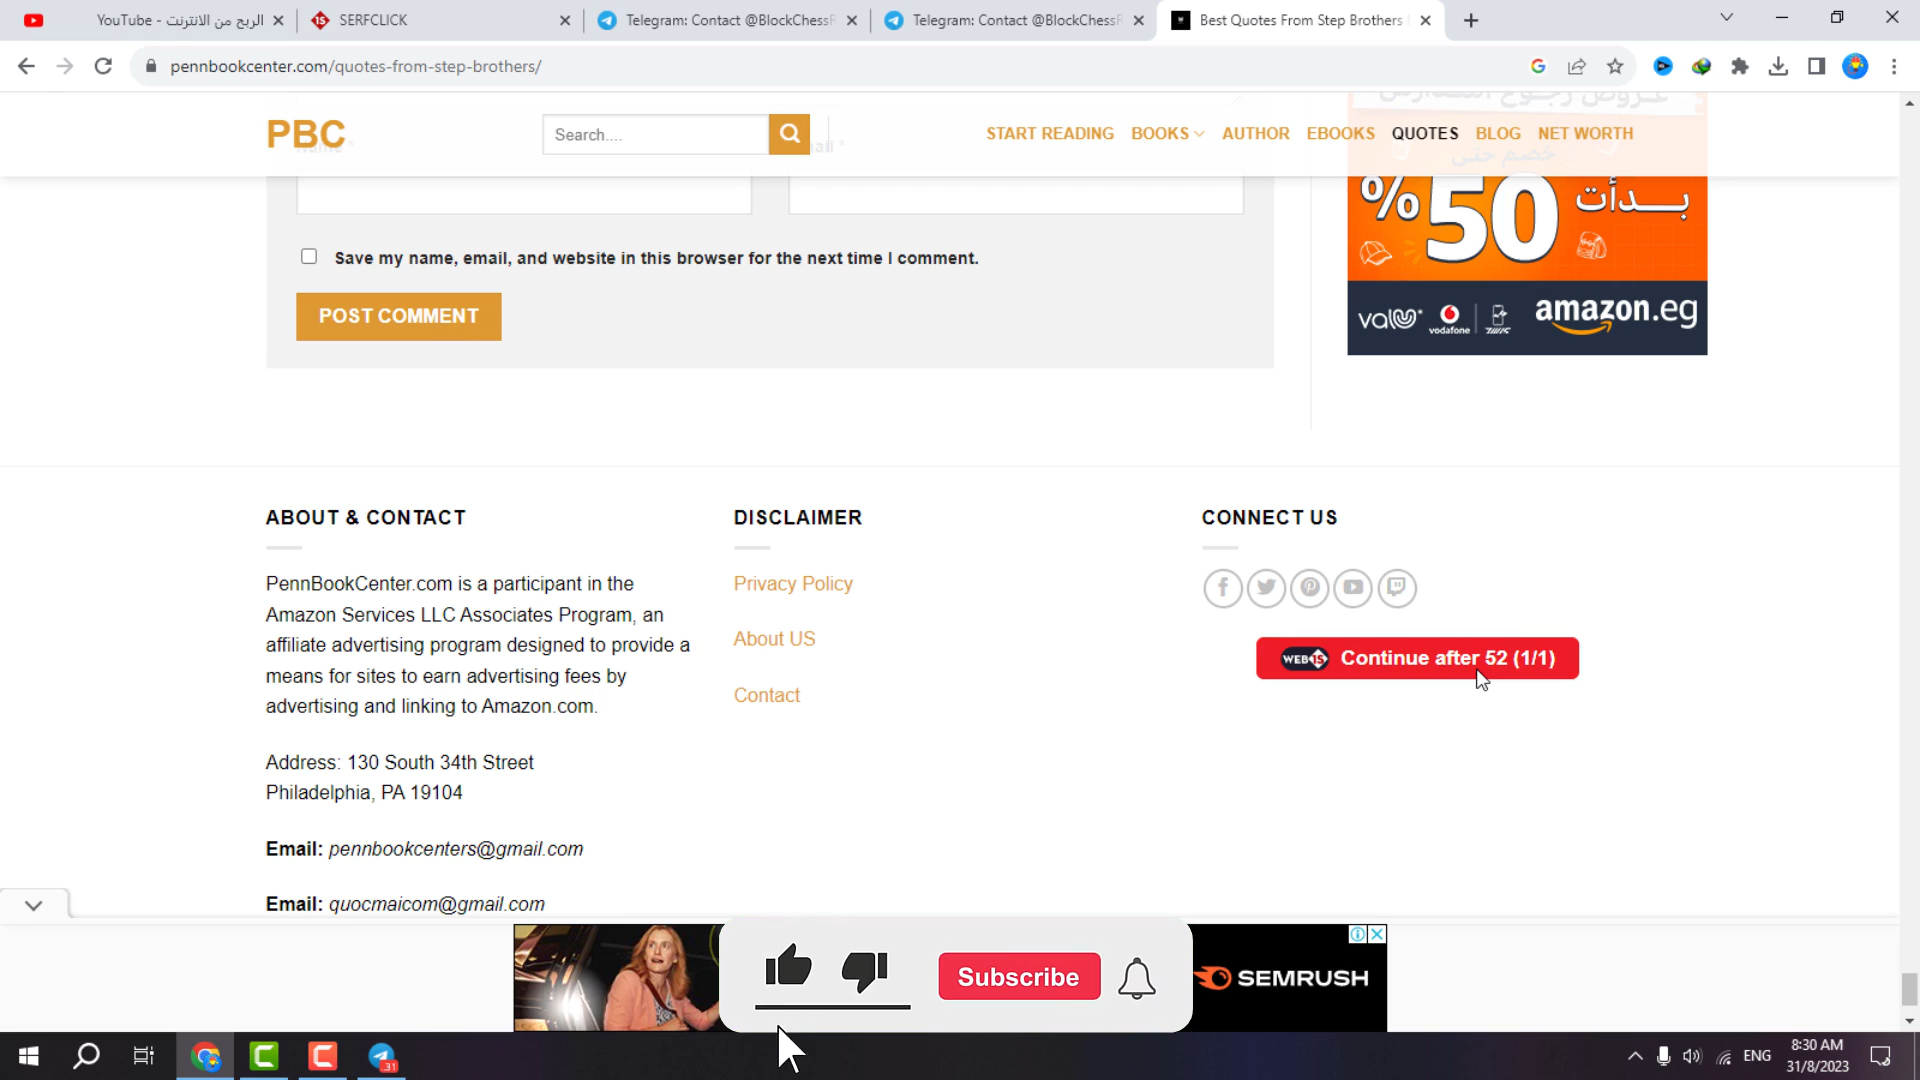 YouTube - الربح من الانترنت
SERFCLICK
Telegram: Contact @BlockChessR
Telegram: Contact @BlockChessR
Best Quotes From Step Brothers
pennbookcenter.com/quotes-from-step-brothers/
PBC
Search....
START READING
BOOKS
AUTHOR
EBOOKS
QUOTES
BLOG
NET WORTH
خصم حتى
%50
بدأت
valU
vodafone
amazon.eg
Save my name, email, and website in this browser for the next time I comment.
POST COMMENT
ABOUT & CONTACT
PennBookCenter.com is a participant in the
Amazon Services LLC Associates Program, an
affiliate advertising program designed to provide a
means for sites to earn advertising fees by
advertising and linking to Amazon.com.
Address: 130 South 34th Street
Philadelphia, PA 19104
Email: pennbookcenters@gmail.com
Email: quocmaicom@gmail.com
DISCLAIMER
Privacy Policy
About US
Contact
CONNECT US
WEB1S Continue after 52 (1/1)
Subscribe
SEMRUSH
31
ENG
8:30 AM
31/8/2023